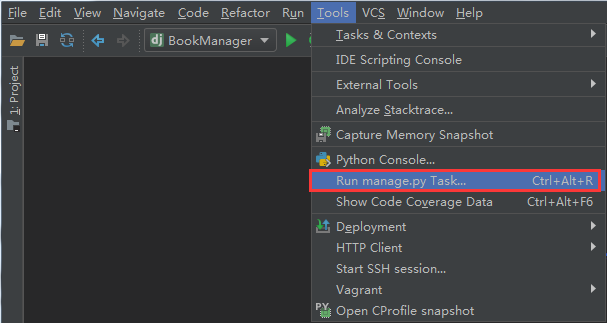 File Edit View Navigate Code Refactor Run Tools VCS Window Help
dj BookManager
1: Project
Tasks & Contexts
IDE Scripting Console
External Tools
Analyze Stacktrace...
Capture Memory Snapshot
Python Console...
Run manage.py Task... Ctrl+Alt+R
Show Code Coverage Data Ctrl+Alt+F6
Deployment
HTTP Client
Start SSH session...
Vagrant
PY Open CProfile snapshot